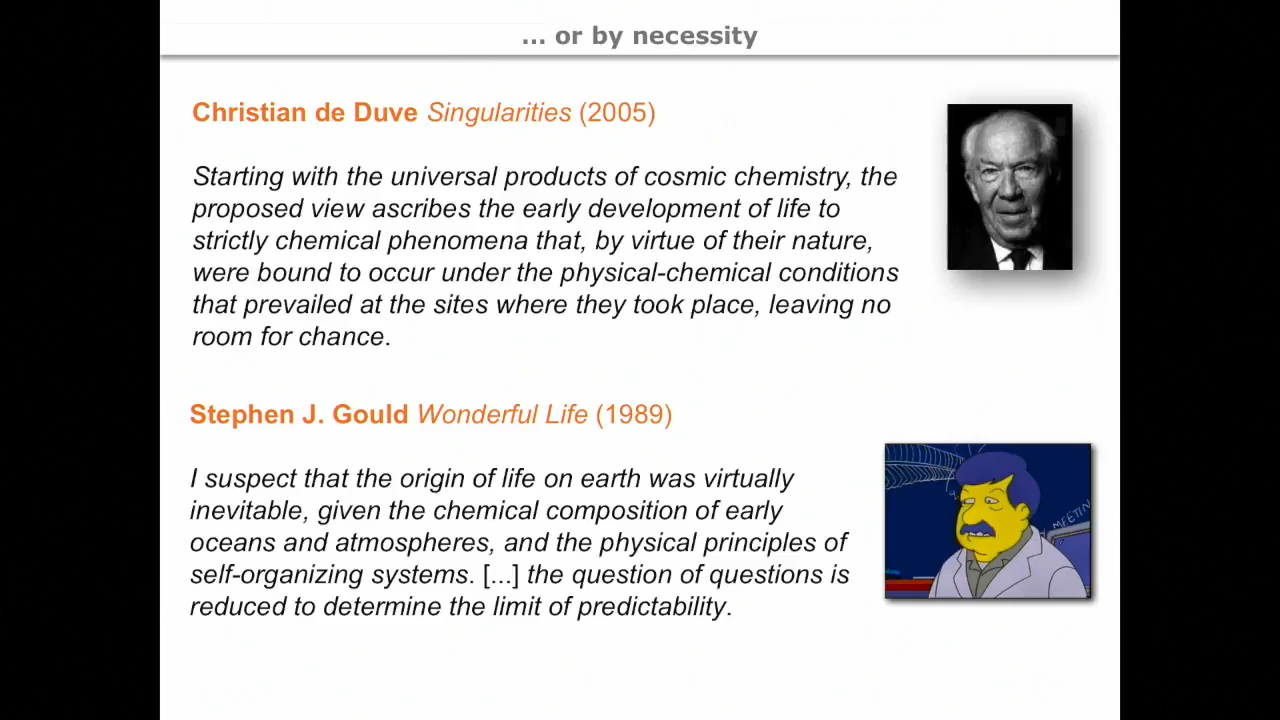 ... or by necessity
Christian de Duve Singularities (2005)
Starting with the universal products of cosmic chemistry, the
proposed view ascribes the early development of life to
strictly chemical phenomena that, by virtue of their nature,
were bound to occur under the physical-chemical conditions
that prevailed at the sites where they took place, leaving no
room for chance.
Stephen J. Gould Wonderful Life (1989)
I suspect that the origin of life on earth was virtually
inevitable, given the chemical composition of early
oceans and atmospheres, and the physical principles of
self-organizing systems. [...] the question of questions is
reduced to determine the limit of predictability.
MEETIN